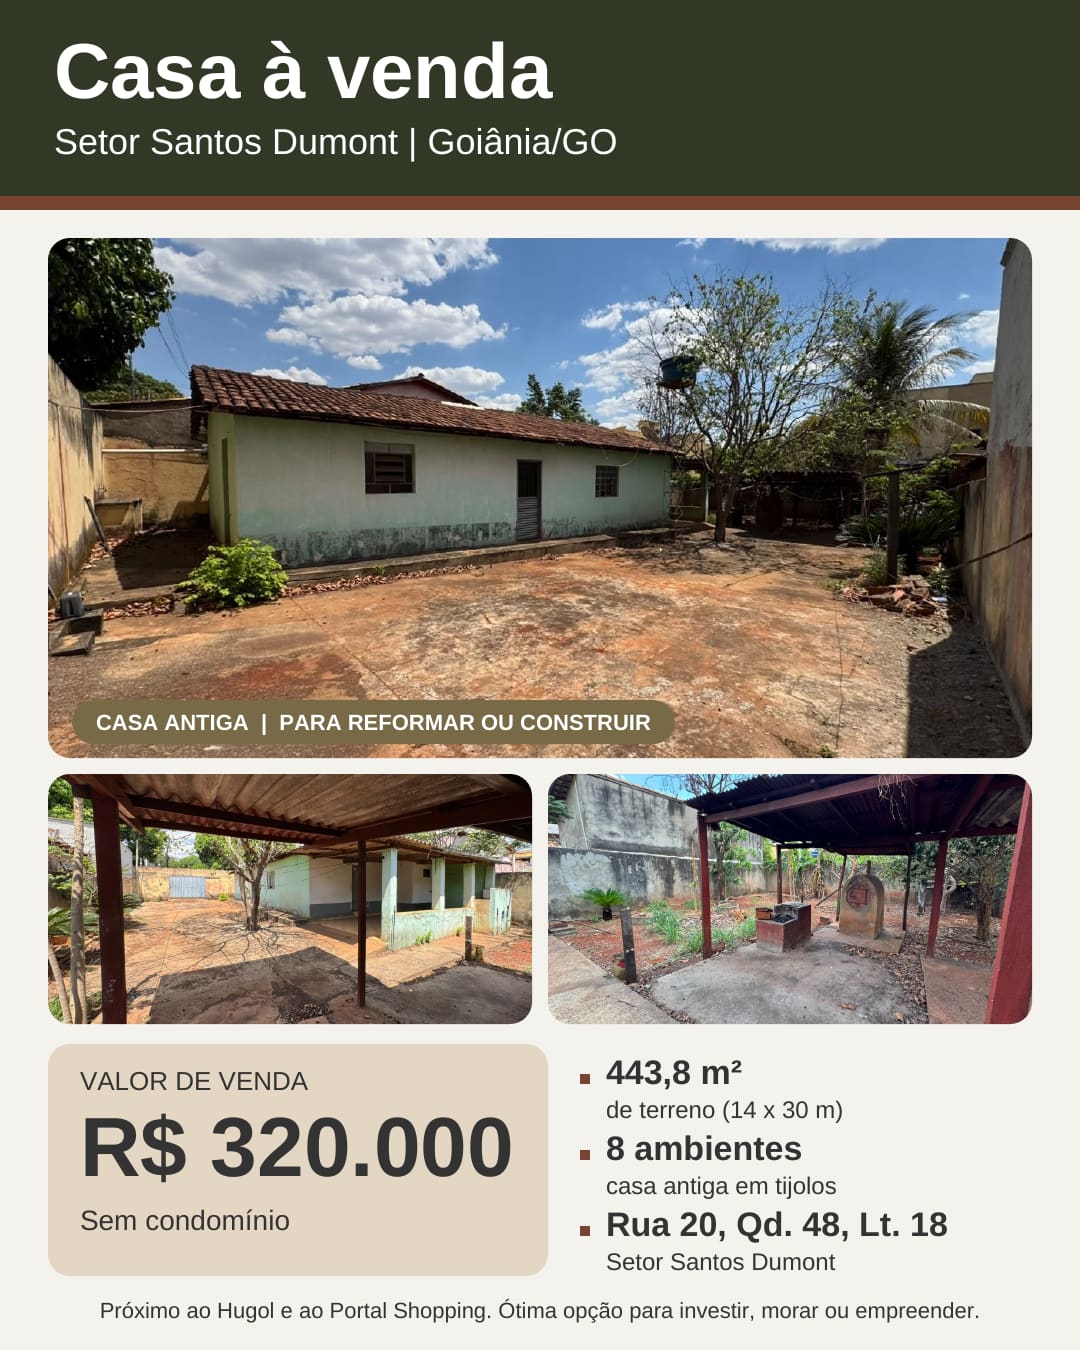 Casa à venda
Setor Santos Dumont | Goiânia/GO
CASA ANTIGA | PARA REFORMAR OU CONSTRUIR
VALOR DE VENDA
R$ 320.000
Sem condomínio
443,8 m²
de terreno (14 x 30 m)
8 ambientes
casa antiga em tijolos
Rua 20, Qd. 48, Lt. 18
Setor Santos Dumont
Próximo ao Hugol e ao Portal Shopping. Ótima opção para investir, morar ou empreender.